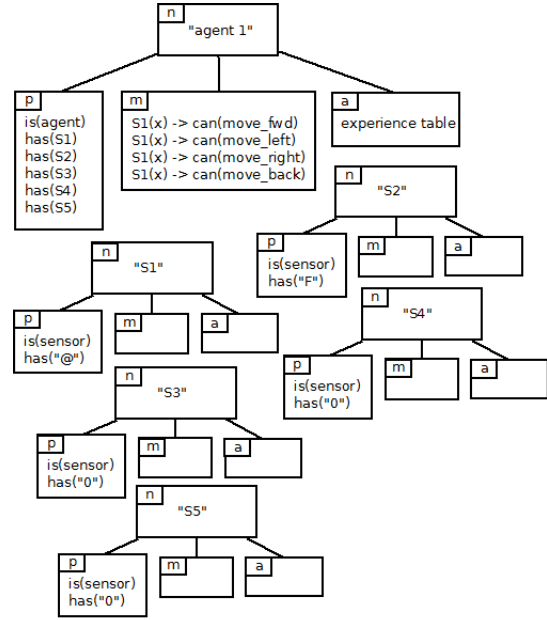 n
"agent 1"
p
is(agent)
has(S1)
has(S2)
has(S3)
has(S4)
has(S5)
m
S1(x) -> can(move_fwd)
S1(x) -> can(move_left)
S1(x) -> can(move_right)
S1(x) -> can(move_back)
a
experience table
n
"S2"
p
is(sensor)
has("F")
m
a
n
"S1"
p
is(sensor)
has("@")
m
a
n
"S4"
p
is(sensor)
has("0")
m
a
n
"S3"
p
is(sensor)
has("0")
m
a
n
"S5"
p
is(sensor)
has("0")
m
a